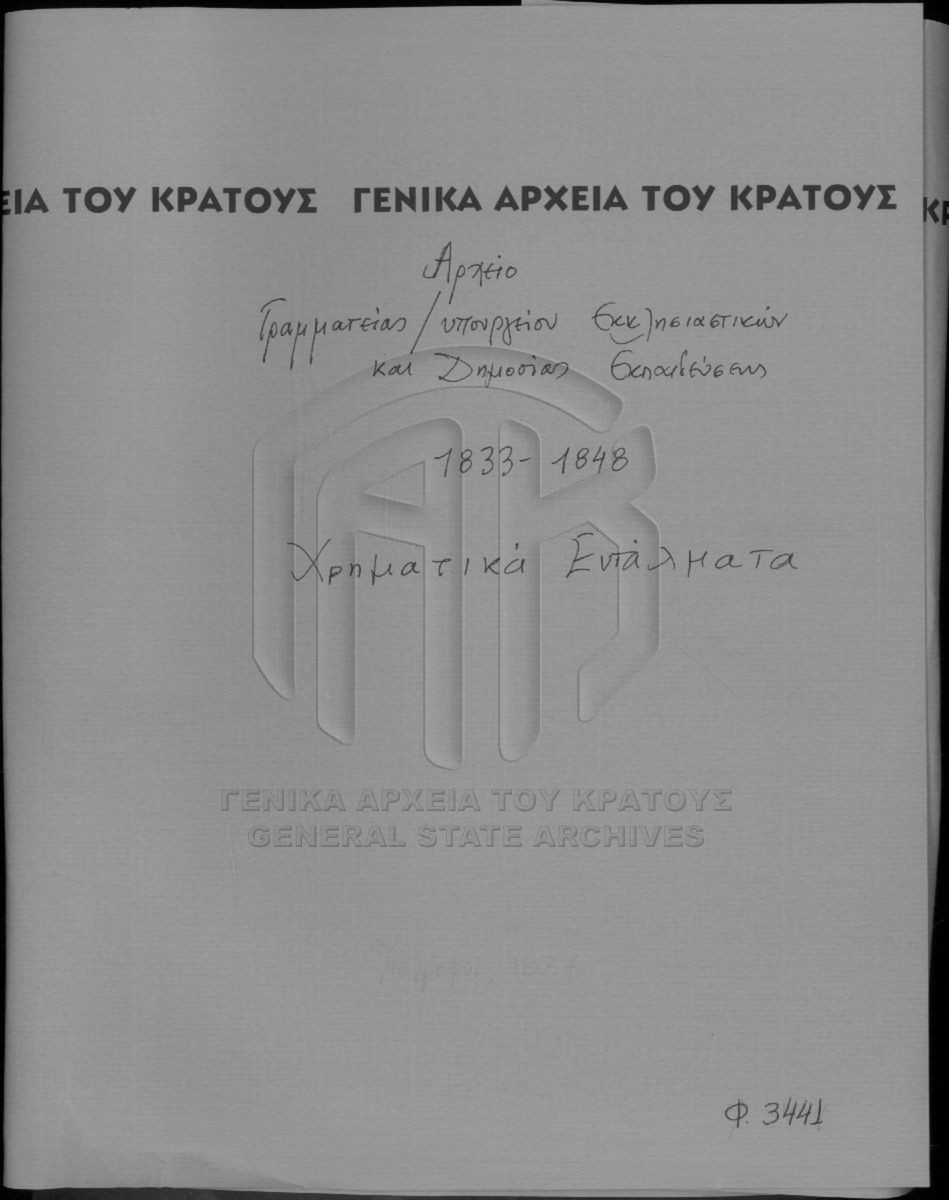 ΕΙΑ ΤΟΥ ΚΡΑΤΟΥΣ ΓΕΝΙΚΑ ΑΡΧΕΙΑ ΤΟΥ ΚΡΑΤΟΥΣ ΚΡ
Αρχείο
Γραμματείας / υπουργείου Εκκλησιαστικών
και Δημοσίας Εκπαιδεύσεως
1833 - 1848
Χρηματικά Εντάλματα
ΓΕΝΙΚΑ ΑΡΧΕΙΑ ΤΟΥ ΚΡΑΤΟΥΣ
GENERAL STATE ARCHIVES
Φ. 3441